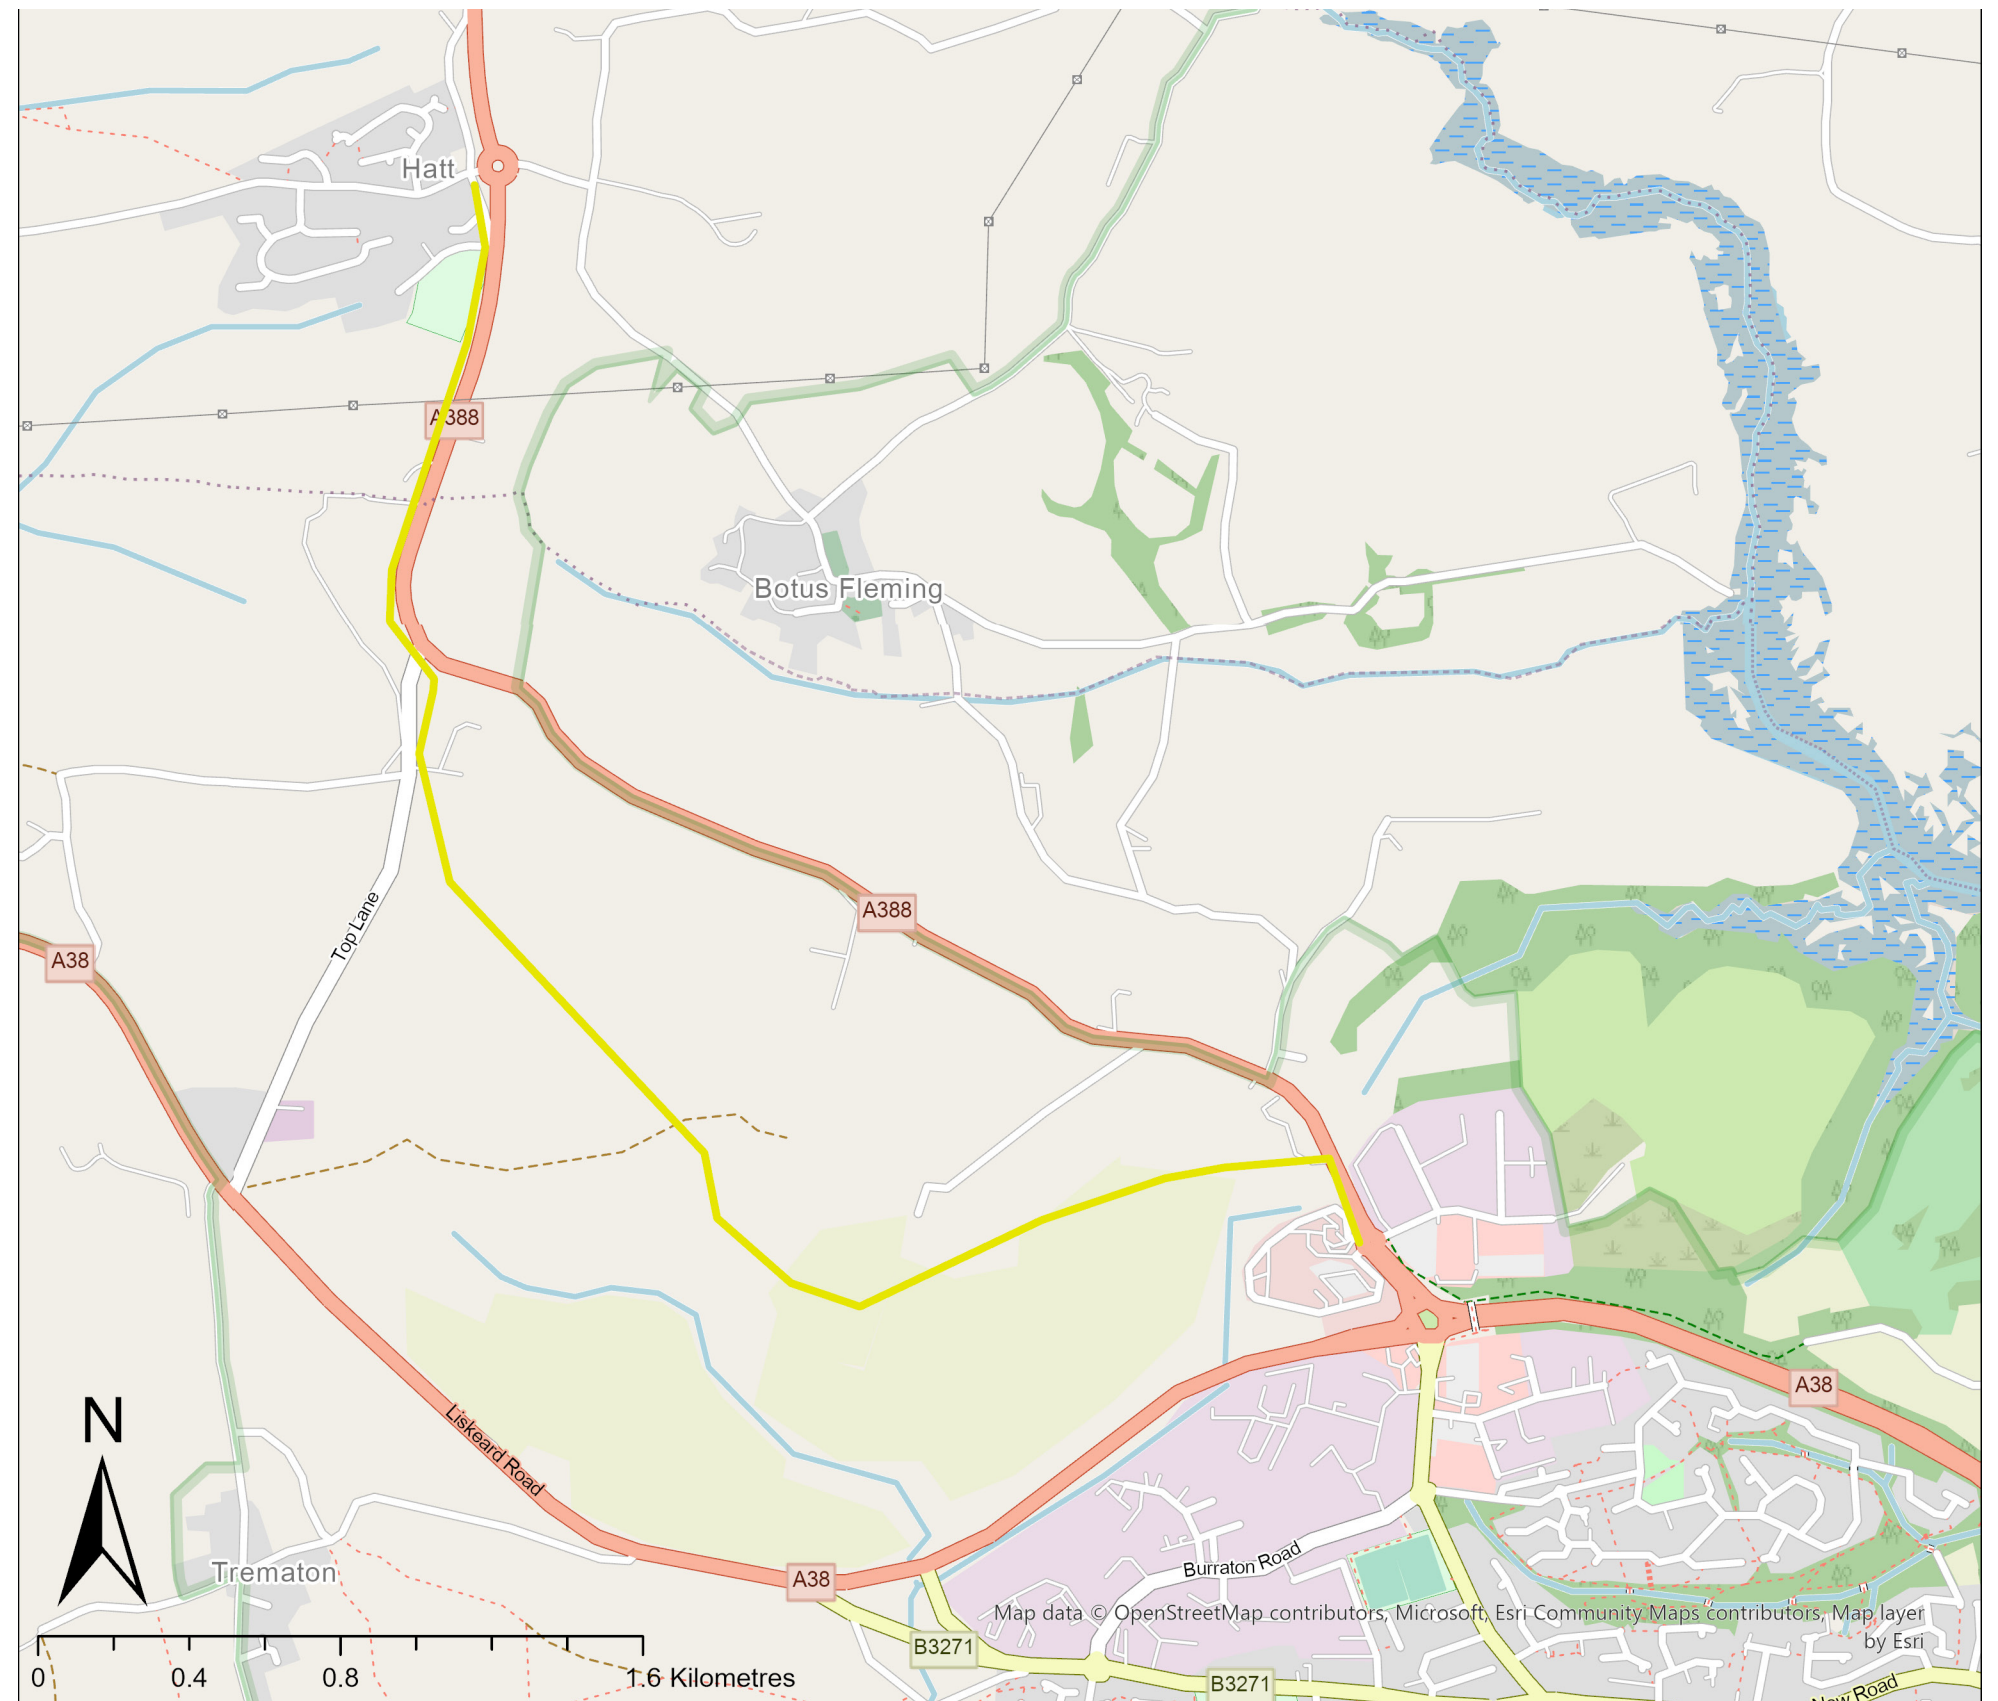 Hatt
A388
Botus Fleming
A388
Top Lane
A38
A38
N
Liskeard Road
Trematon
A38
Burraton Road
Map data © OpenStreetMap contributors, Microsoft, Esri Community Maps contributors, Map layer
by Esri
B3271
B3271
New Road
0 0.4 0.8 1.6 Kilometres